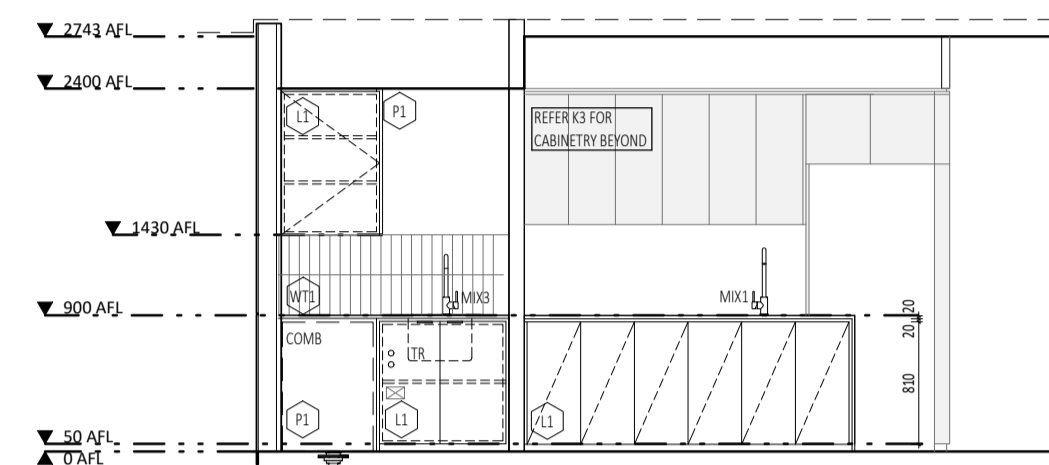 2743 AFL
2400 AFL
L1
P1
REFER K3 FOR
CABINETRY BEYOND
1430 AFL
WT1
MIX3
MIX1
900 AFL
20
20
COMB
TR
810
P1
L1
L1
50 AFL
0 AFL